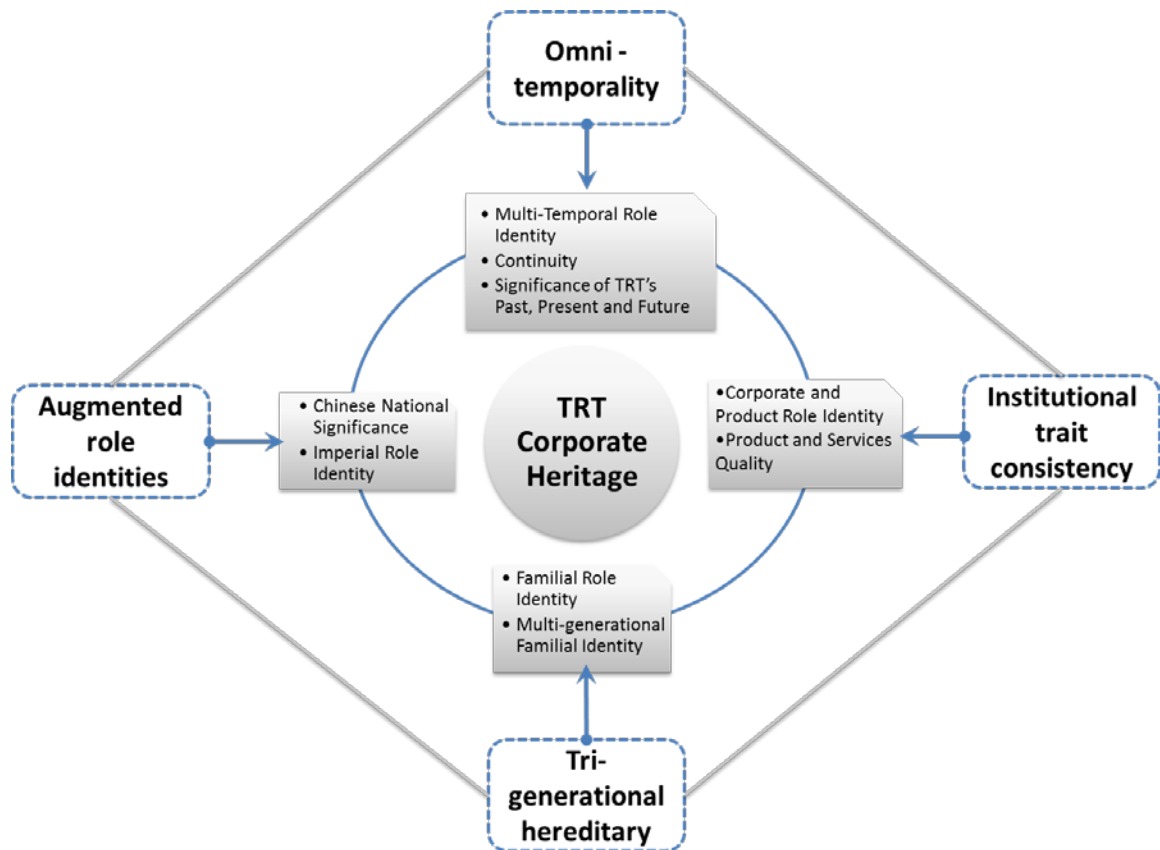 Omni -
temporality
• Multi-Temporal Role
Identity
• Continuity
• Significance of TRT’s
Past, Present and Future
Augmented
role
identities
• Chinese National
Significance
• Imperial Role
Identity
TRT
Corporate
Heritage
•Corporate and
Product Role Identity
•Product and Services
Quality
Institutional
trait
consistency
• Familial Role
Identity
• Multi-generational
Familial Identity
Tri-
generational
hereditary